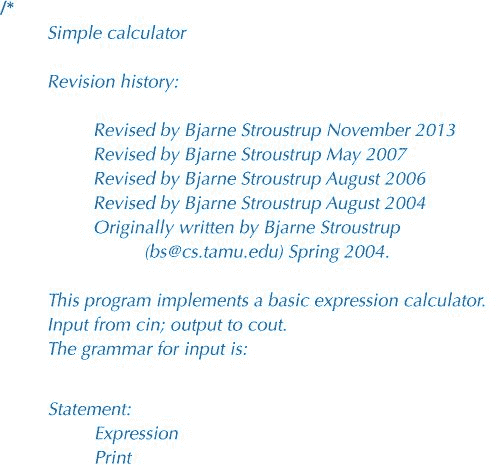 /*
Simple calculator
Revision history:
Revised by Bjarne Stroustrup November 2013
Revised by Bjarne Stroustrup May 2007
Revised by Bjarne Stroustrup August 2006
Revised by Bjarne Stroustrup August 2004
Originally written by Bjarne Stroustrup
(bs@cs.tamu.edu) Spring 2004.
This program implements a basic expression calculator.
Input from cin; output to cout.
The grammar for input is:
Statement:
Expression
Print